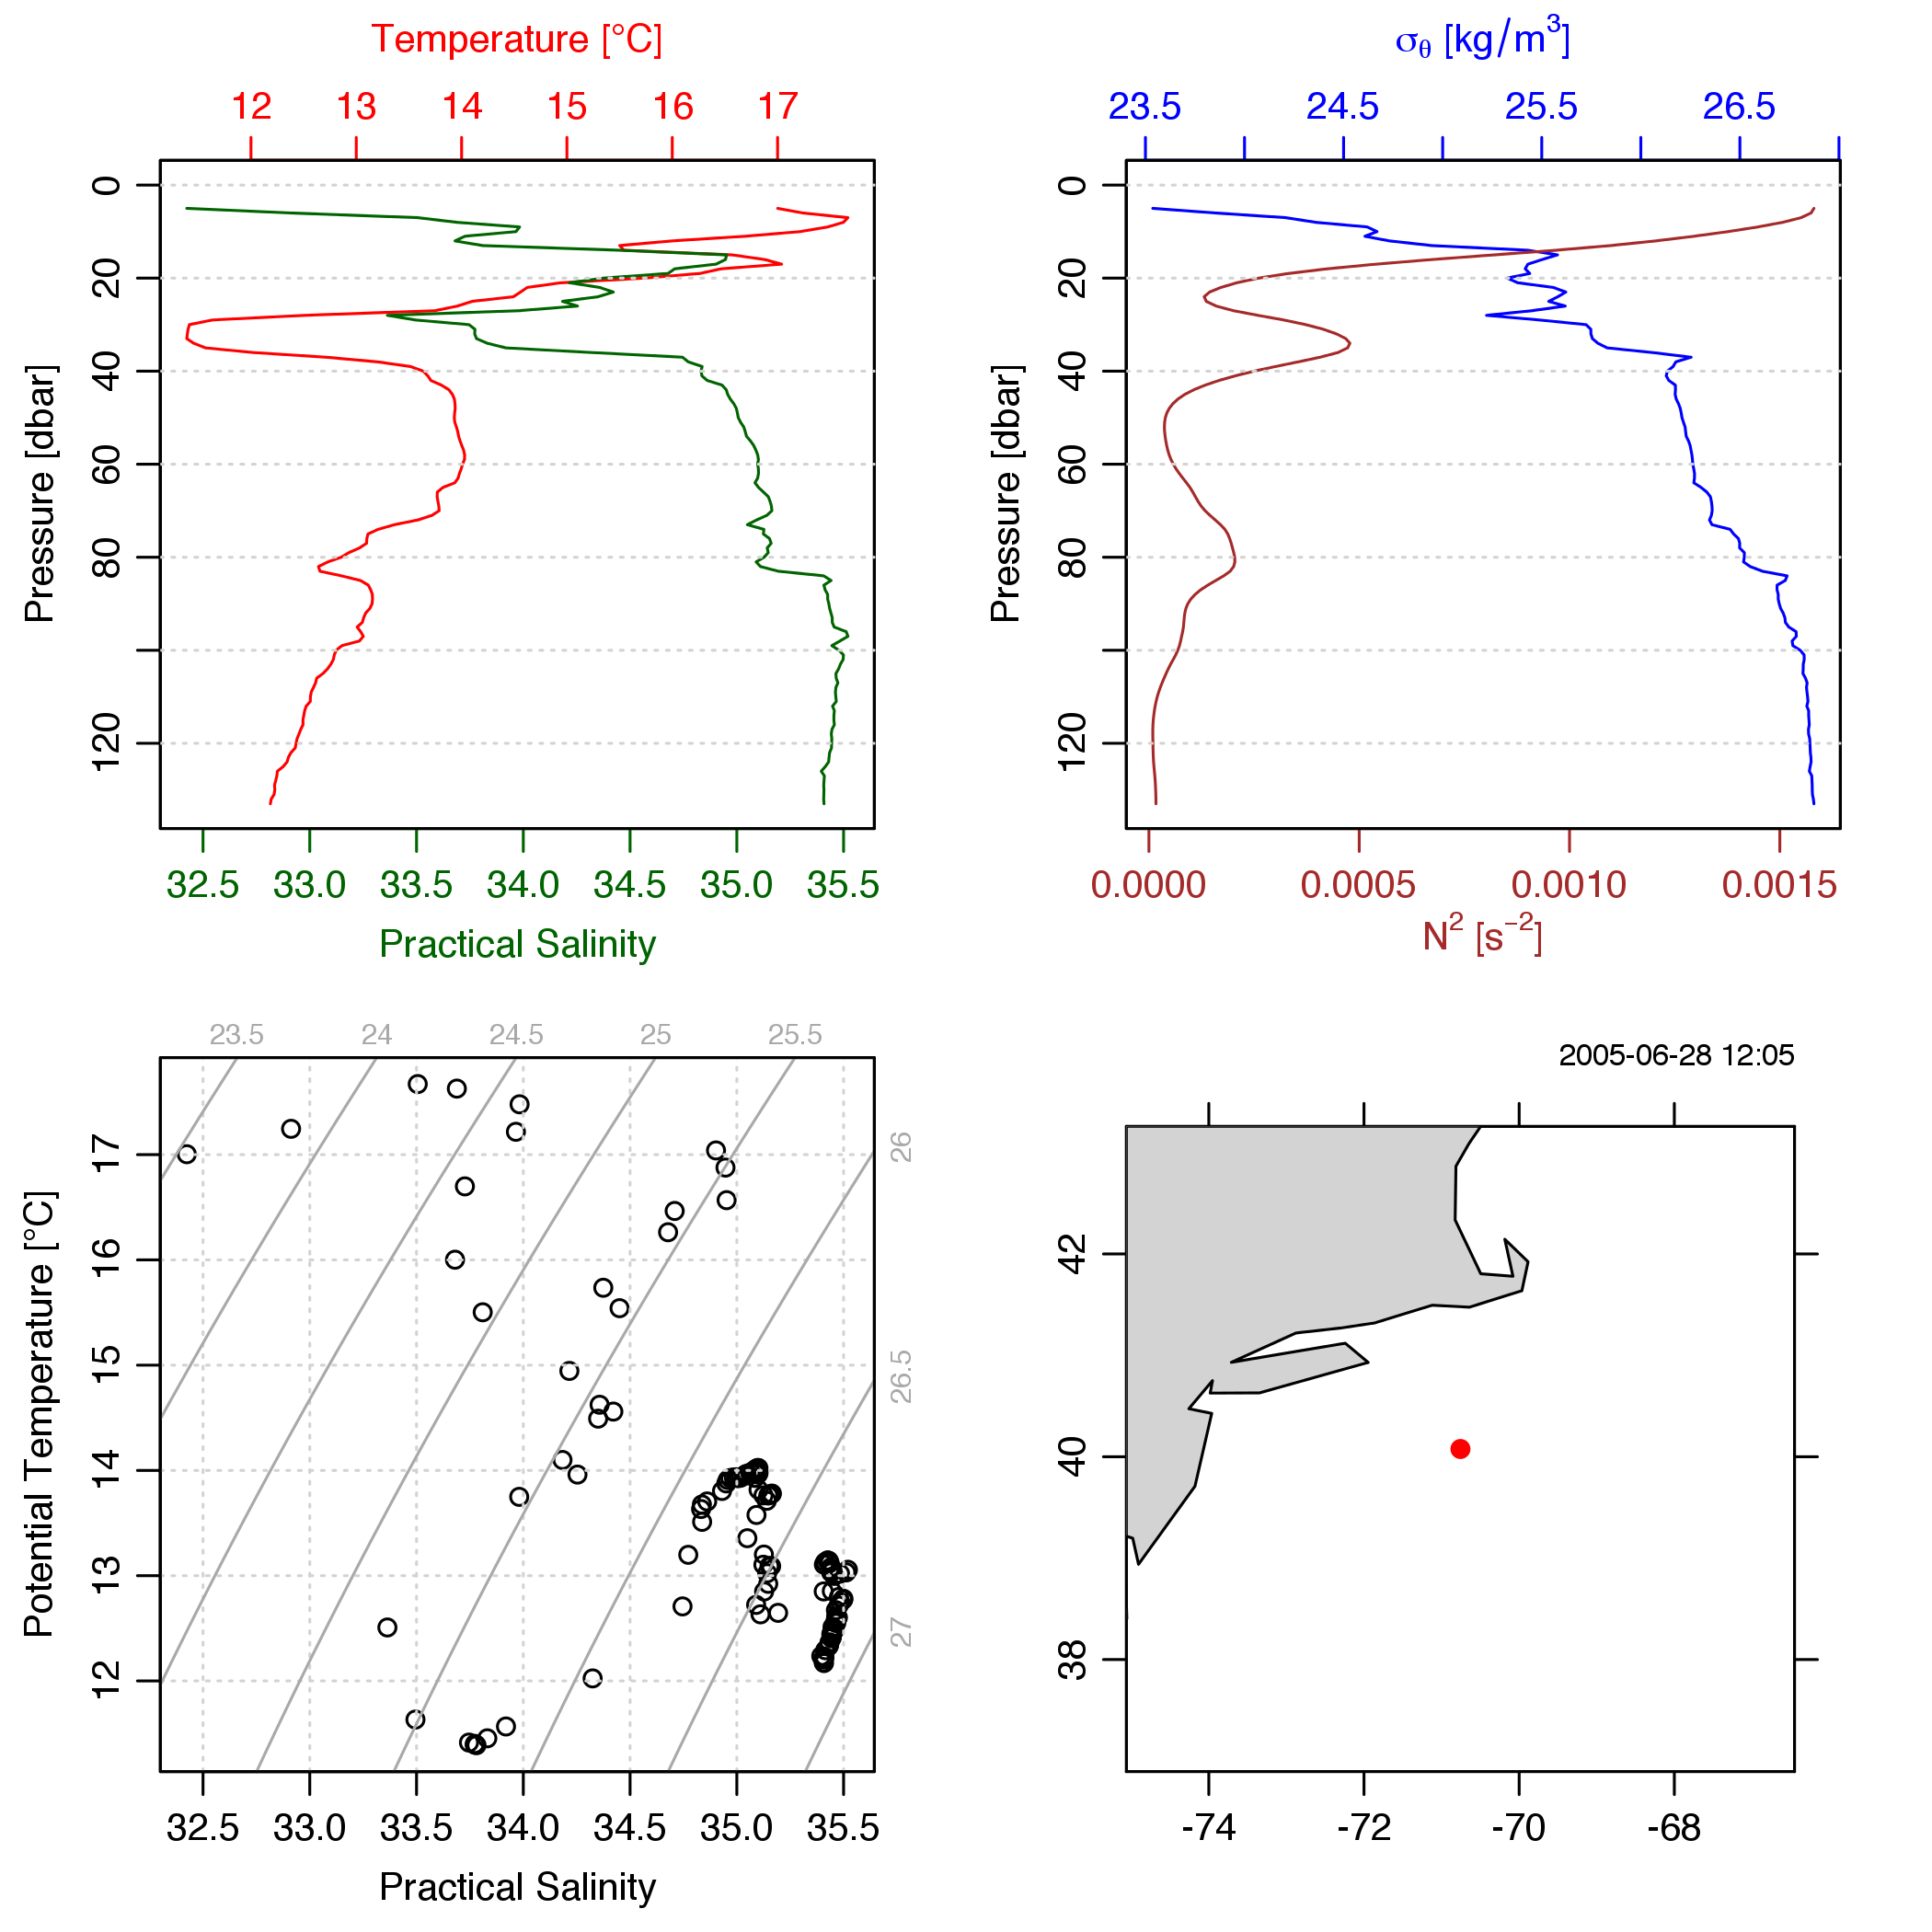 Temperature [°C]
12 13 14 15 16 17
Pressure [dbar]
0
20
40
60
80
120
32.5 33.0 33.5 34.0 34.5 35.0 35.5
Practical Salinity
σθ [kg/m3]
23.5 24.5 25.5 26.5
Pressure [dbar]
0
20
40
60
80
120
0.0000 0.0005 0.0010 0.0015
N2 [s−2]
23.5 24 24.5 25 25.5
26
26.5
27
Potential Temperature [°C]
17
16
15
14
13
12
32.5 33.0 33.5 34.0 34.5 35.0 35.5
Practical Salinity
2005-06-28 12:05
42
40
38
-74 -72 -70 -68